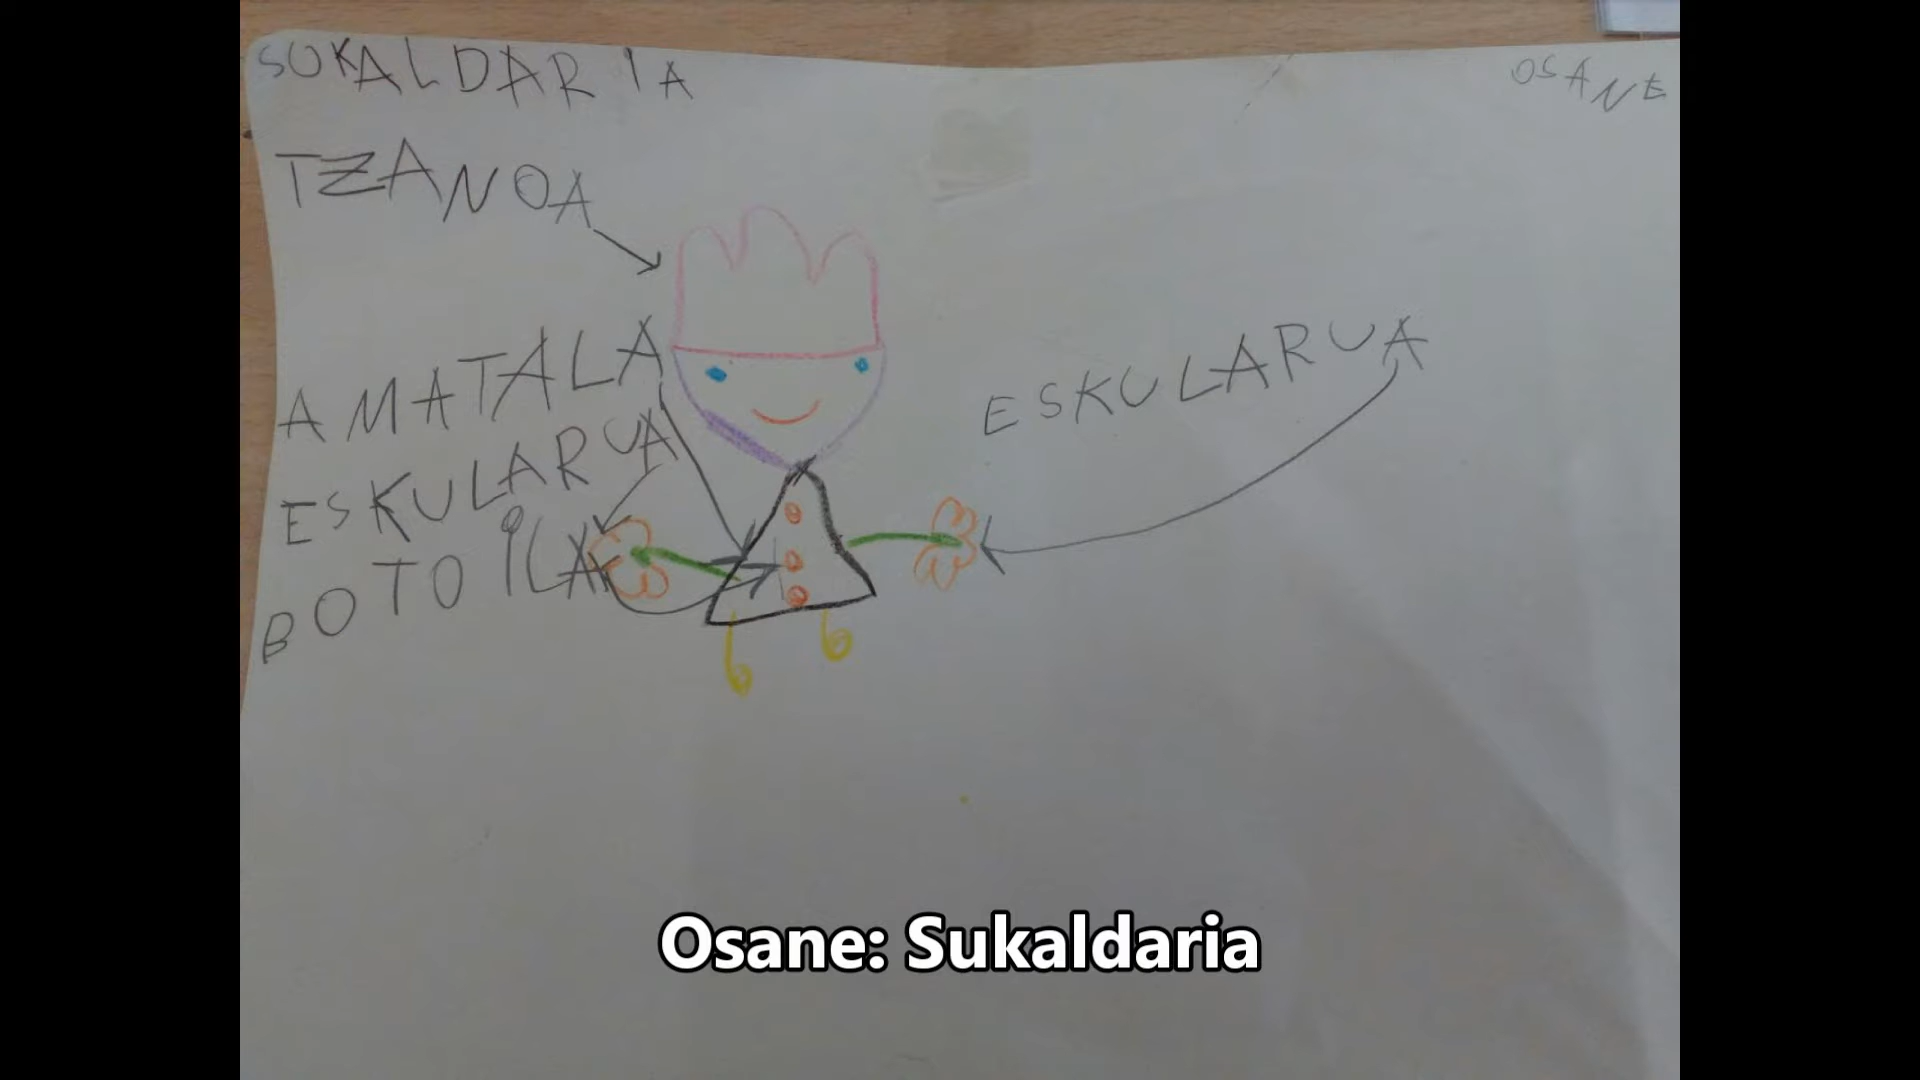 SUKALDARIA
OSANE
TZANOA
AMATALA
ESKULARUA
ESKULARUA
BOTOILA
Osane: Sukaldaria